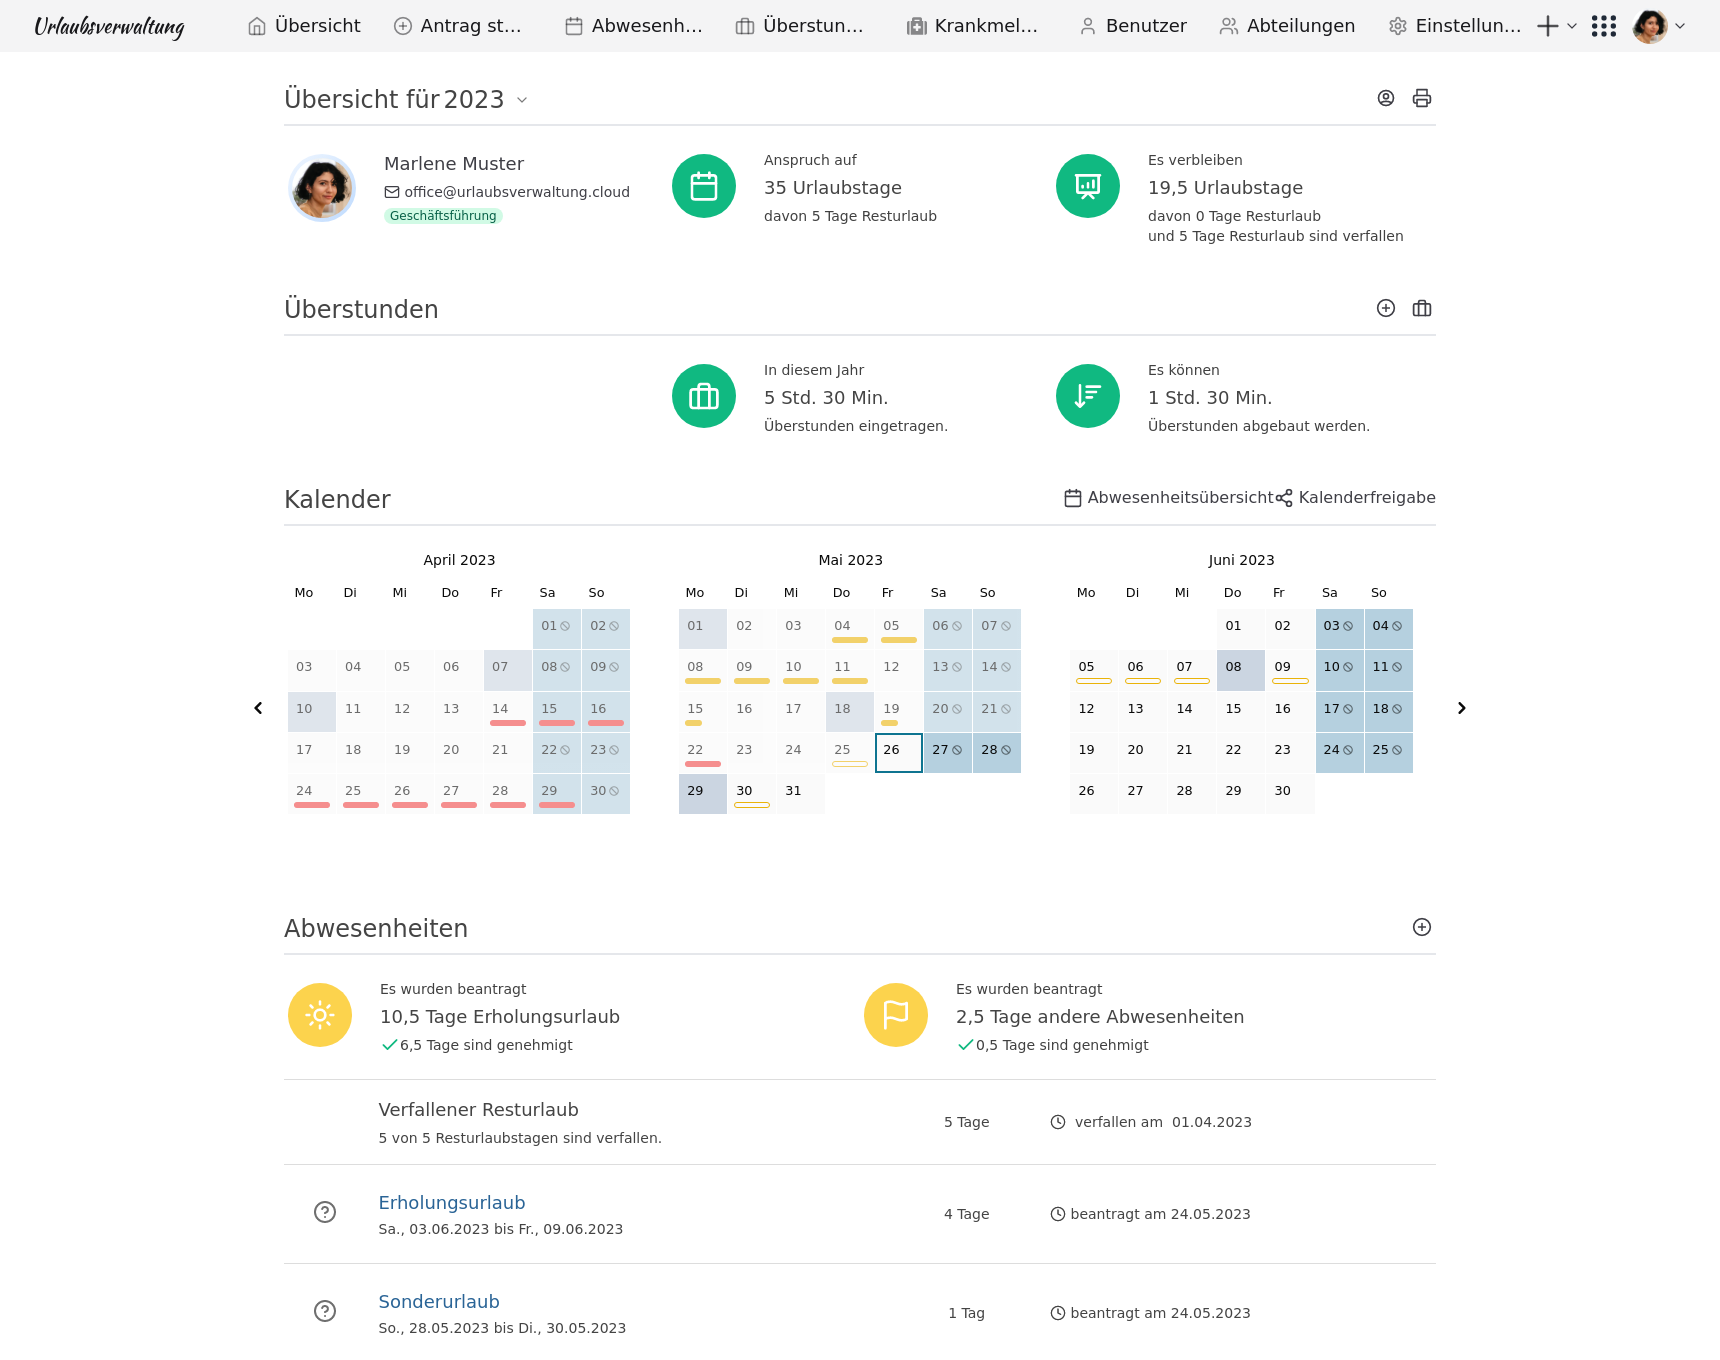 Urlaubsverwaltung
Übersicht
Antrag st…
Abwesenh…
Überstun…
Krankmel…
Benutzer
Abteilungen
Einstellun…
Übersicht für 2023
Marlene Muster
office@urlaubsverwaltung.cloud
Geschäftsführung
Anspruch auf
35 Urlaubstage
davon 5 Tage Resturlaub
Es verbleiben
19,5 Urlaubstage
davon 0 Tage Resturlaub
und 5 Tage Resturlaub sind verfallen
Überstunden
In diesem Jahr
5 Std. 30 Min.
Überstunden eingetragen.
Es können
1 Std. 30 Min.
Überstunden abgebaut werden.
Kalender
Abwesenheitsübersicht
Kalenderfreigabe
April 2023
Mo Di Mi Do Fr Sa So
01 02
03 04 05 06 07 08 09
10 11 12 13 14 15 16
17 18 19 20 21 22 23
24 25 26 27 28 29 30
Mai 2023
Mo Di Mi Do Fr Sa So
01 02 03 04 05 06 07
08 09 10 11 12 13 14
15 16 17 18 19 20 21
22 23 24 25 26 27 28
29 30 31
Juni 2023
Mo Di Mi Do Fr Sa So
01 02 03 04
05 06 07 08 09 10 11
12 13 14 15 16 17 18
19 20 21 22 23 24 25
26 27 28 29 30
Abwesenheiten
Es wurden beantragt
10,5 Tage Erholungsurlaub
6,5 Tage sind genehmigt
Es wurden beantragt
2,5 Tage andere Abwesenheiten
0,5 Tage sind genehmigt
Verfallener Resturlaub
5 von 5 Resturlaubstagen sind verfallen.
5 Tage
verfallen am 01.04.2023
Erholungsurlaub
Sa., 03.06.2023 bis Fr., 09.06.2023
4 Tage
beantragt am 24.05.2023
Sonderurlaub
So., 28.05.2023 bis Di., 30.05.2023
1 Tag
beantragt am 24.05.2023